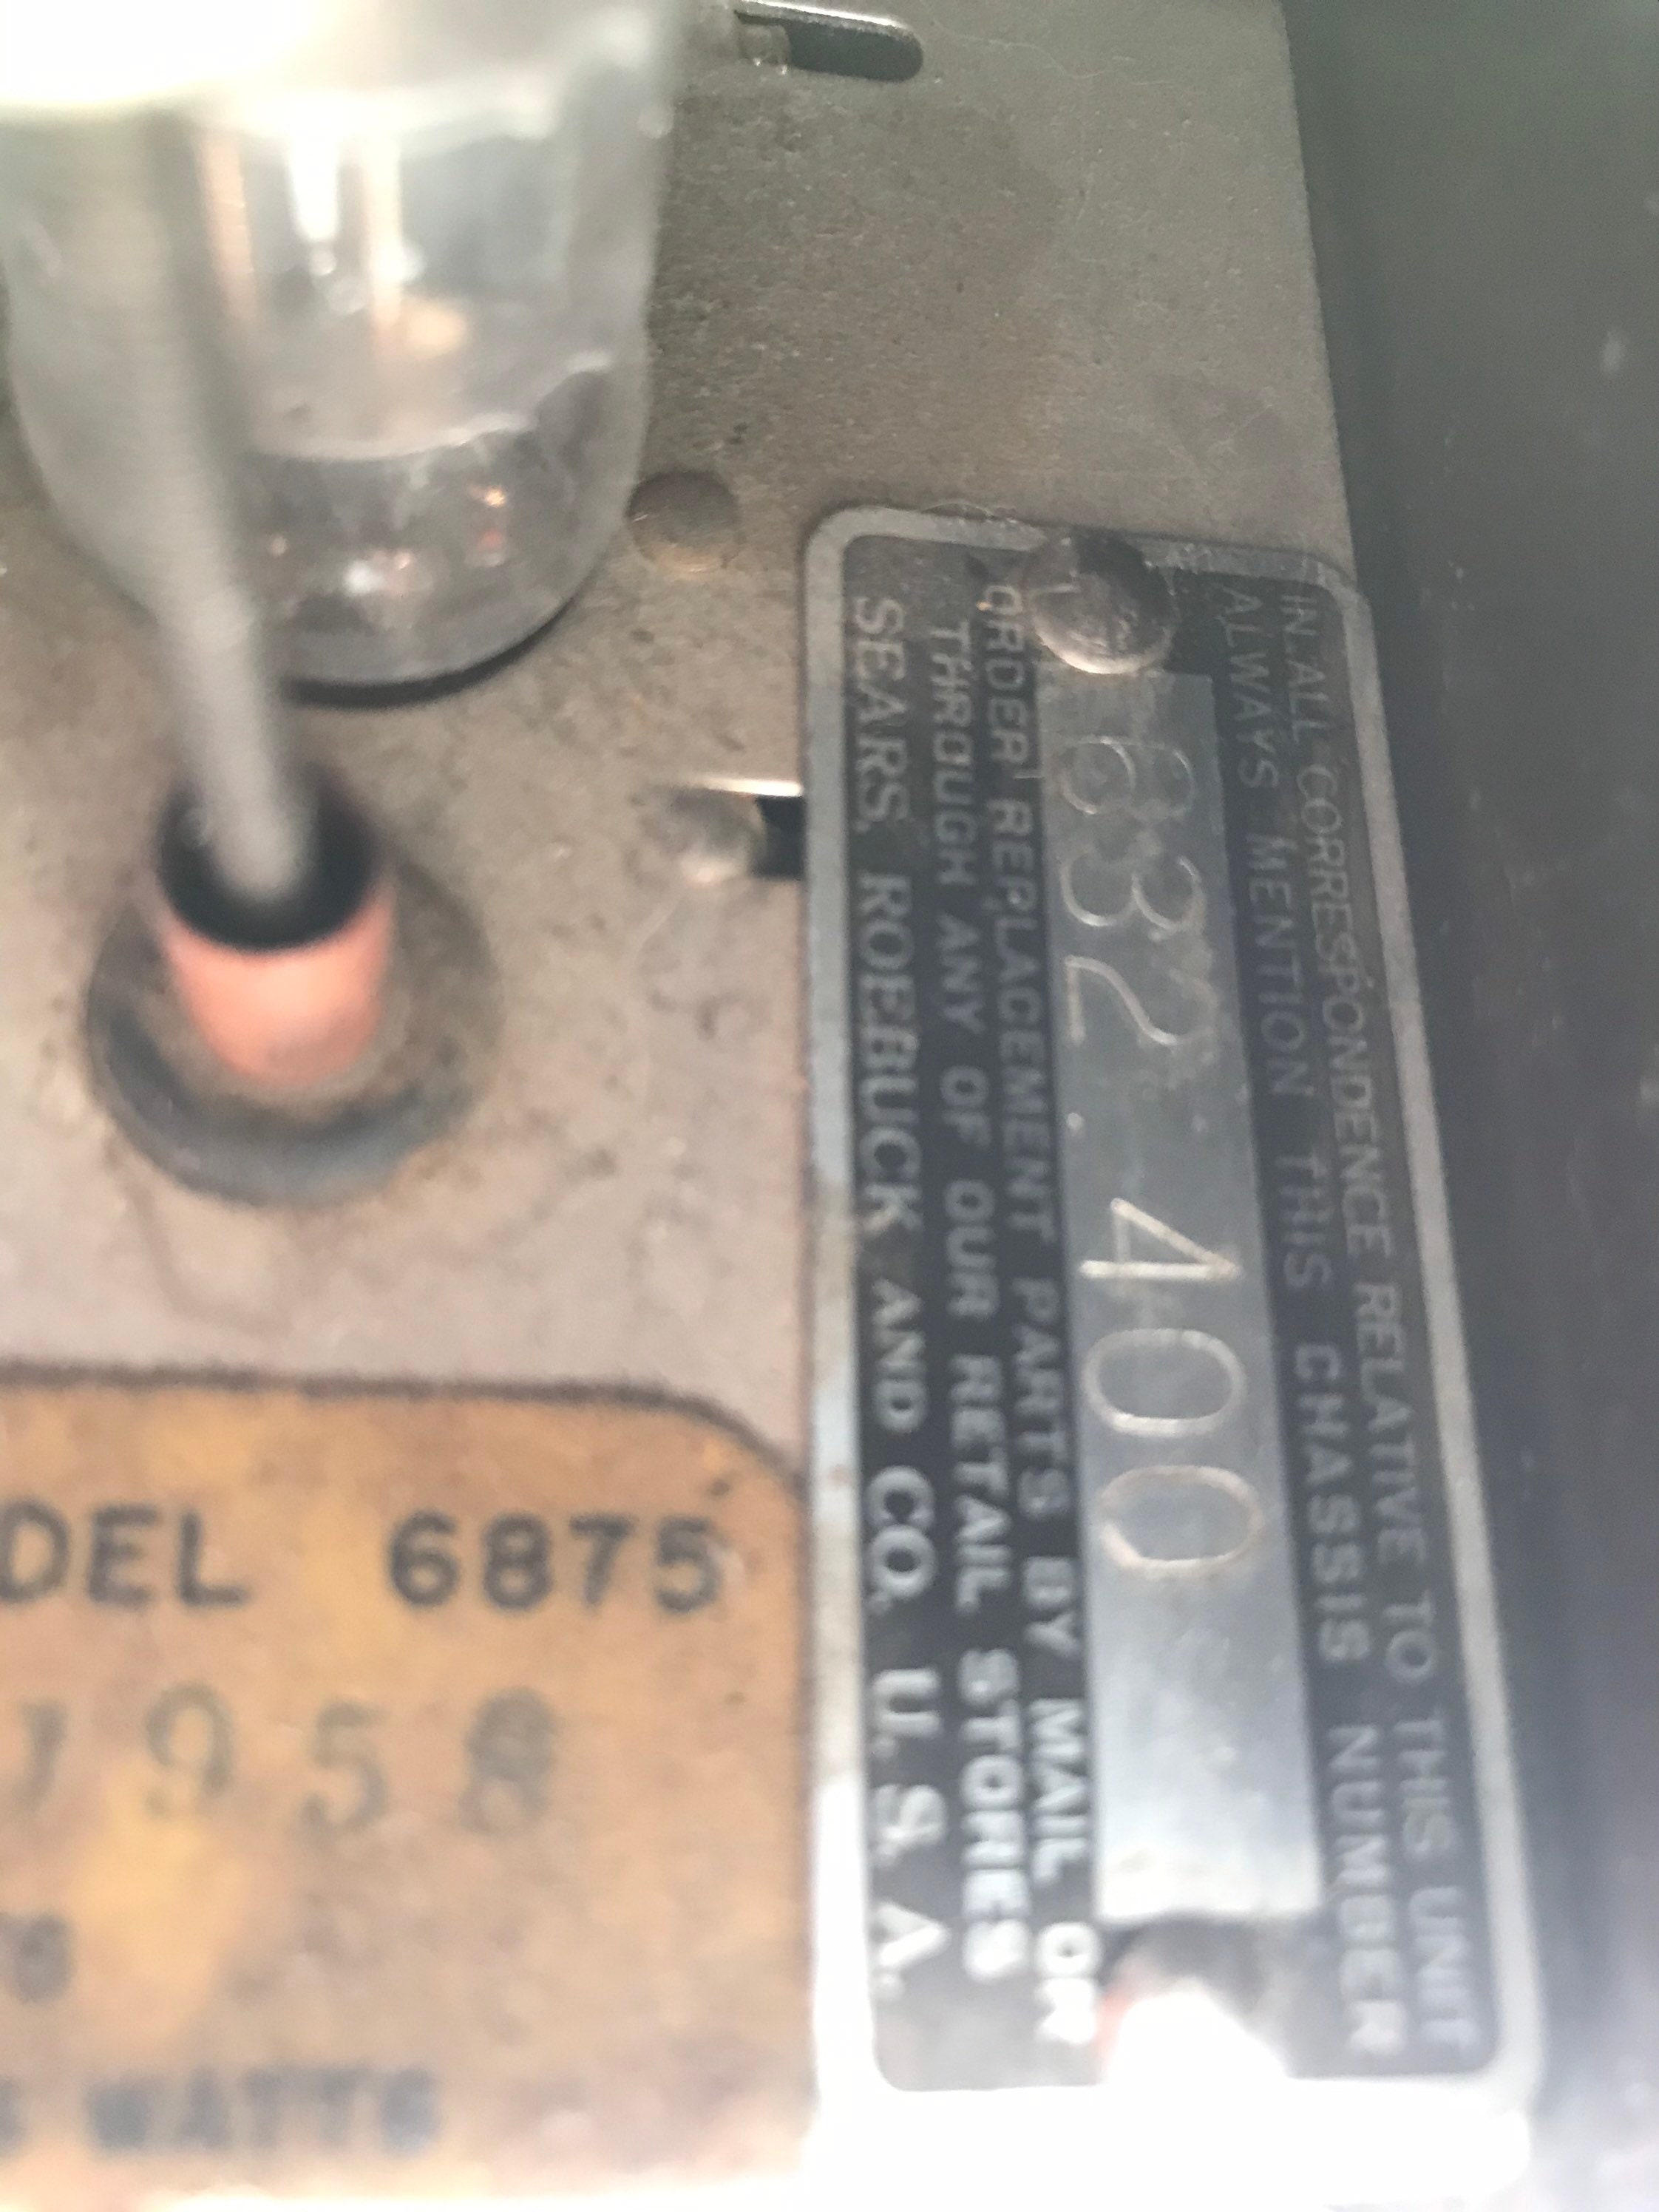 IN ALL CORRESPONDENCE RELATIVE TO THIS UNIT
ALWAYS MENTION THIS CHASSIS NUMBER
832 400
ORDER REPLACEMENT PARTS BY MAIL OR
THROUGH ANY OF OUR RETAIL STORES
SEARS, ROEBUCK AND CO. U. S. A.
DEL 6875
1958
WATTS